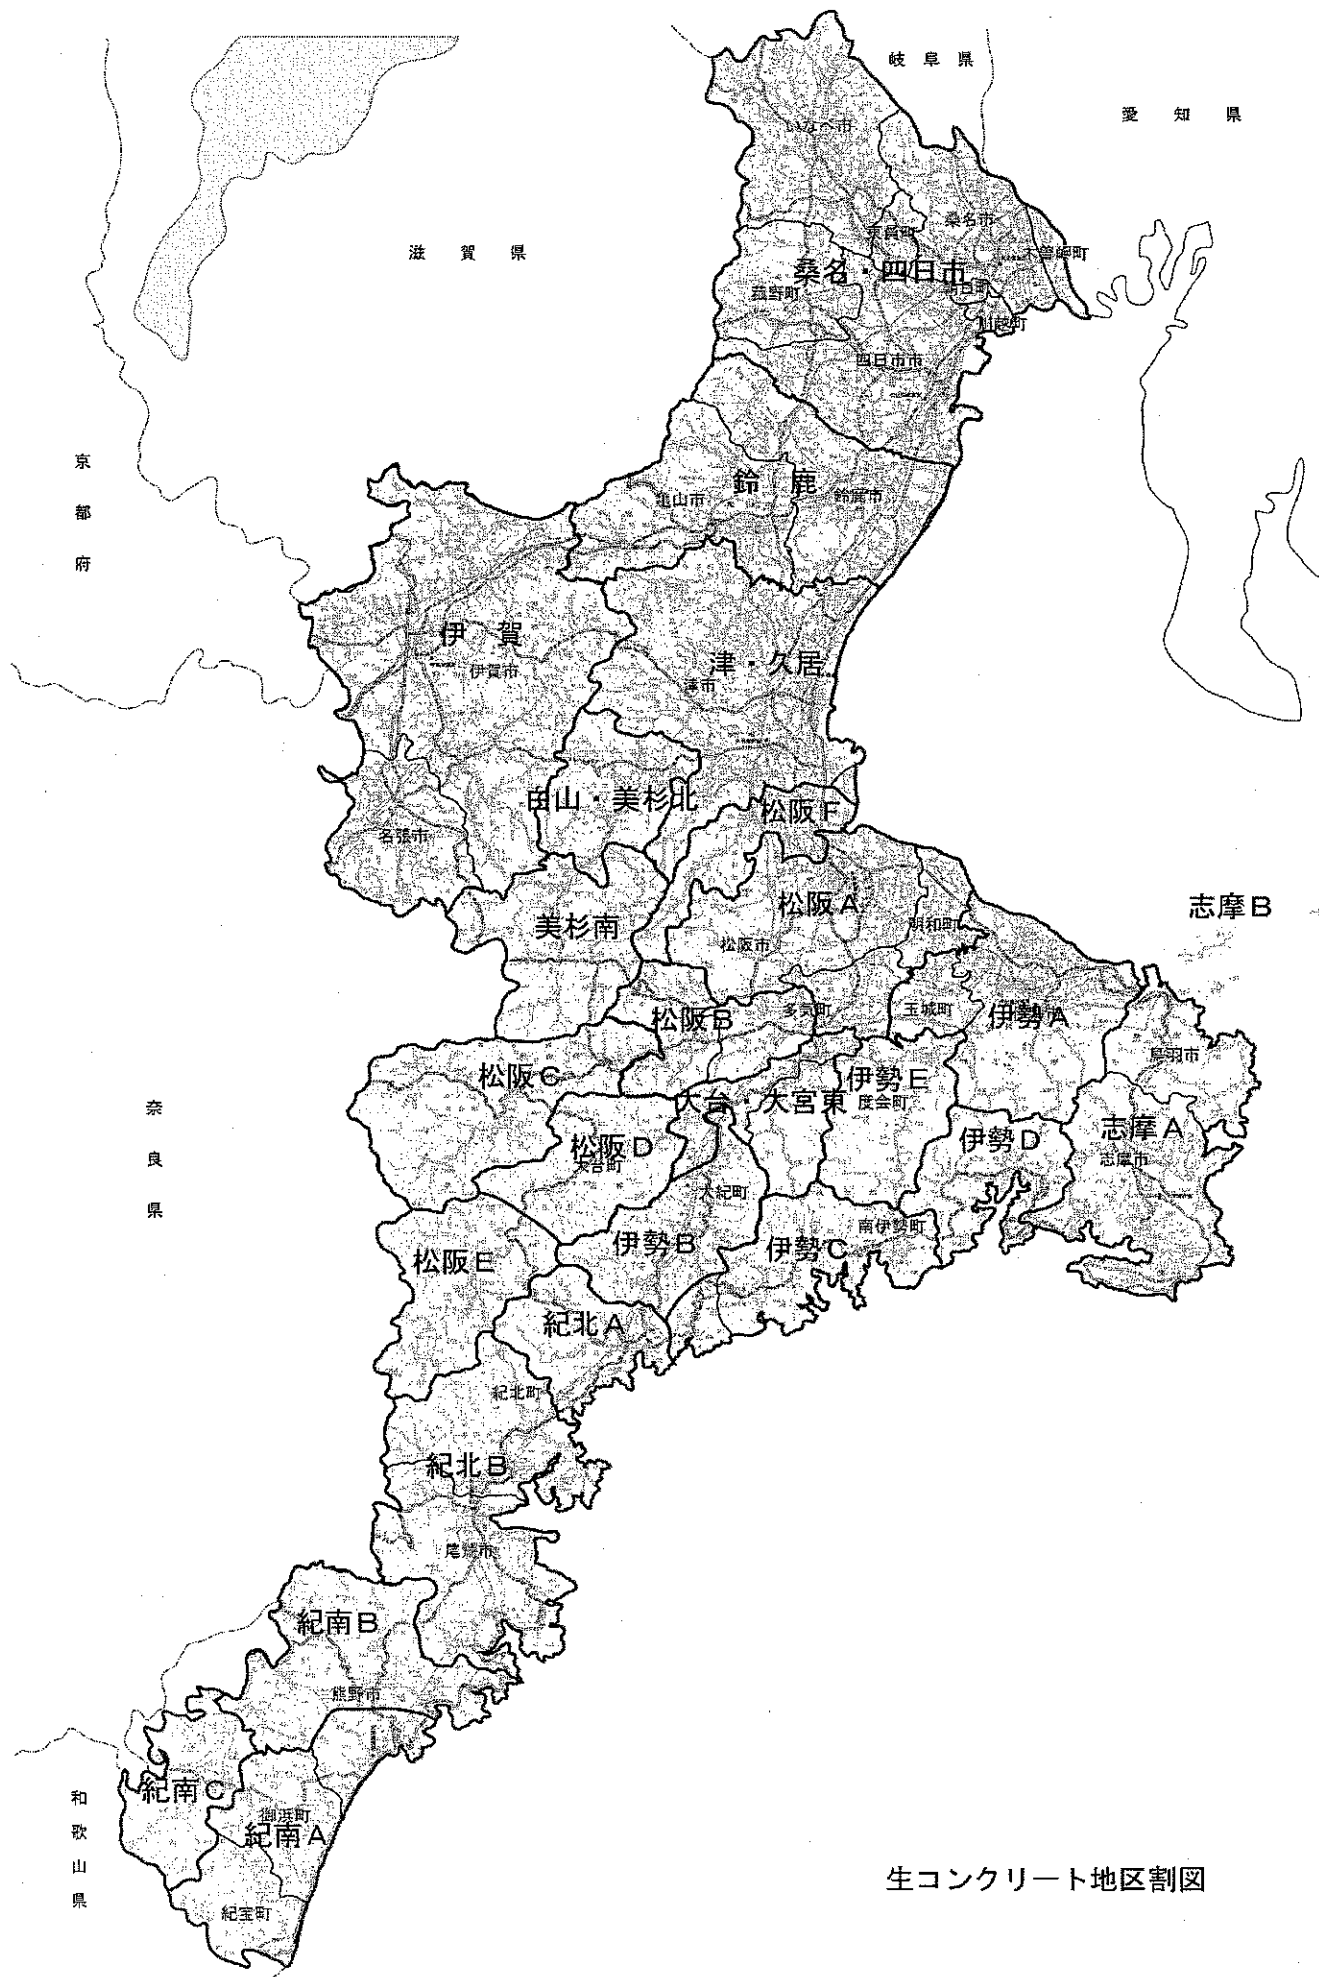 岐阜県
愛知県
いなべ市
桑名市
東員町
滋賀県
木曽岬町
桑名・四日市
朝日町
菰野町
川越町
四日市市
京都府
鈴鹿
亀山市
鈴鹿市
伊賀
伊賀市
津・久居
津市
白山・美杉北
松阪F
名張市
志摩B
松阪A
美杉南
明和町
松阪市
松阪B
多気町
玉城町
伊勢A
鳥羽市
松阪C
伊勢E
大台・大宮東
度会町
奈良県
志摩A
伊勢D
松阪D
志摩市
大台町
大紀町
南伊勢町
伊勢B
伊勢C
松阪E
紀北A
紀北町
紀北B
尾鷲市
紀南B
熊野市
紀南C
和歌山県
御浜町
紀南A
生コンクリート地区割図
紀宝町